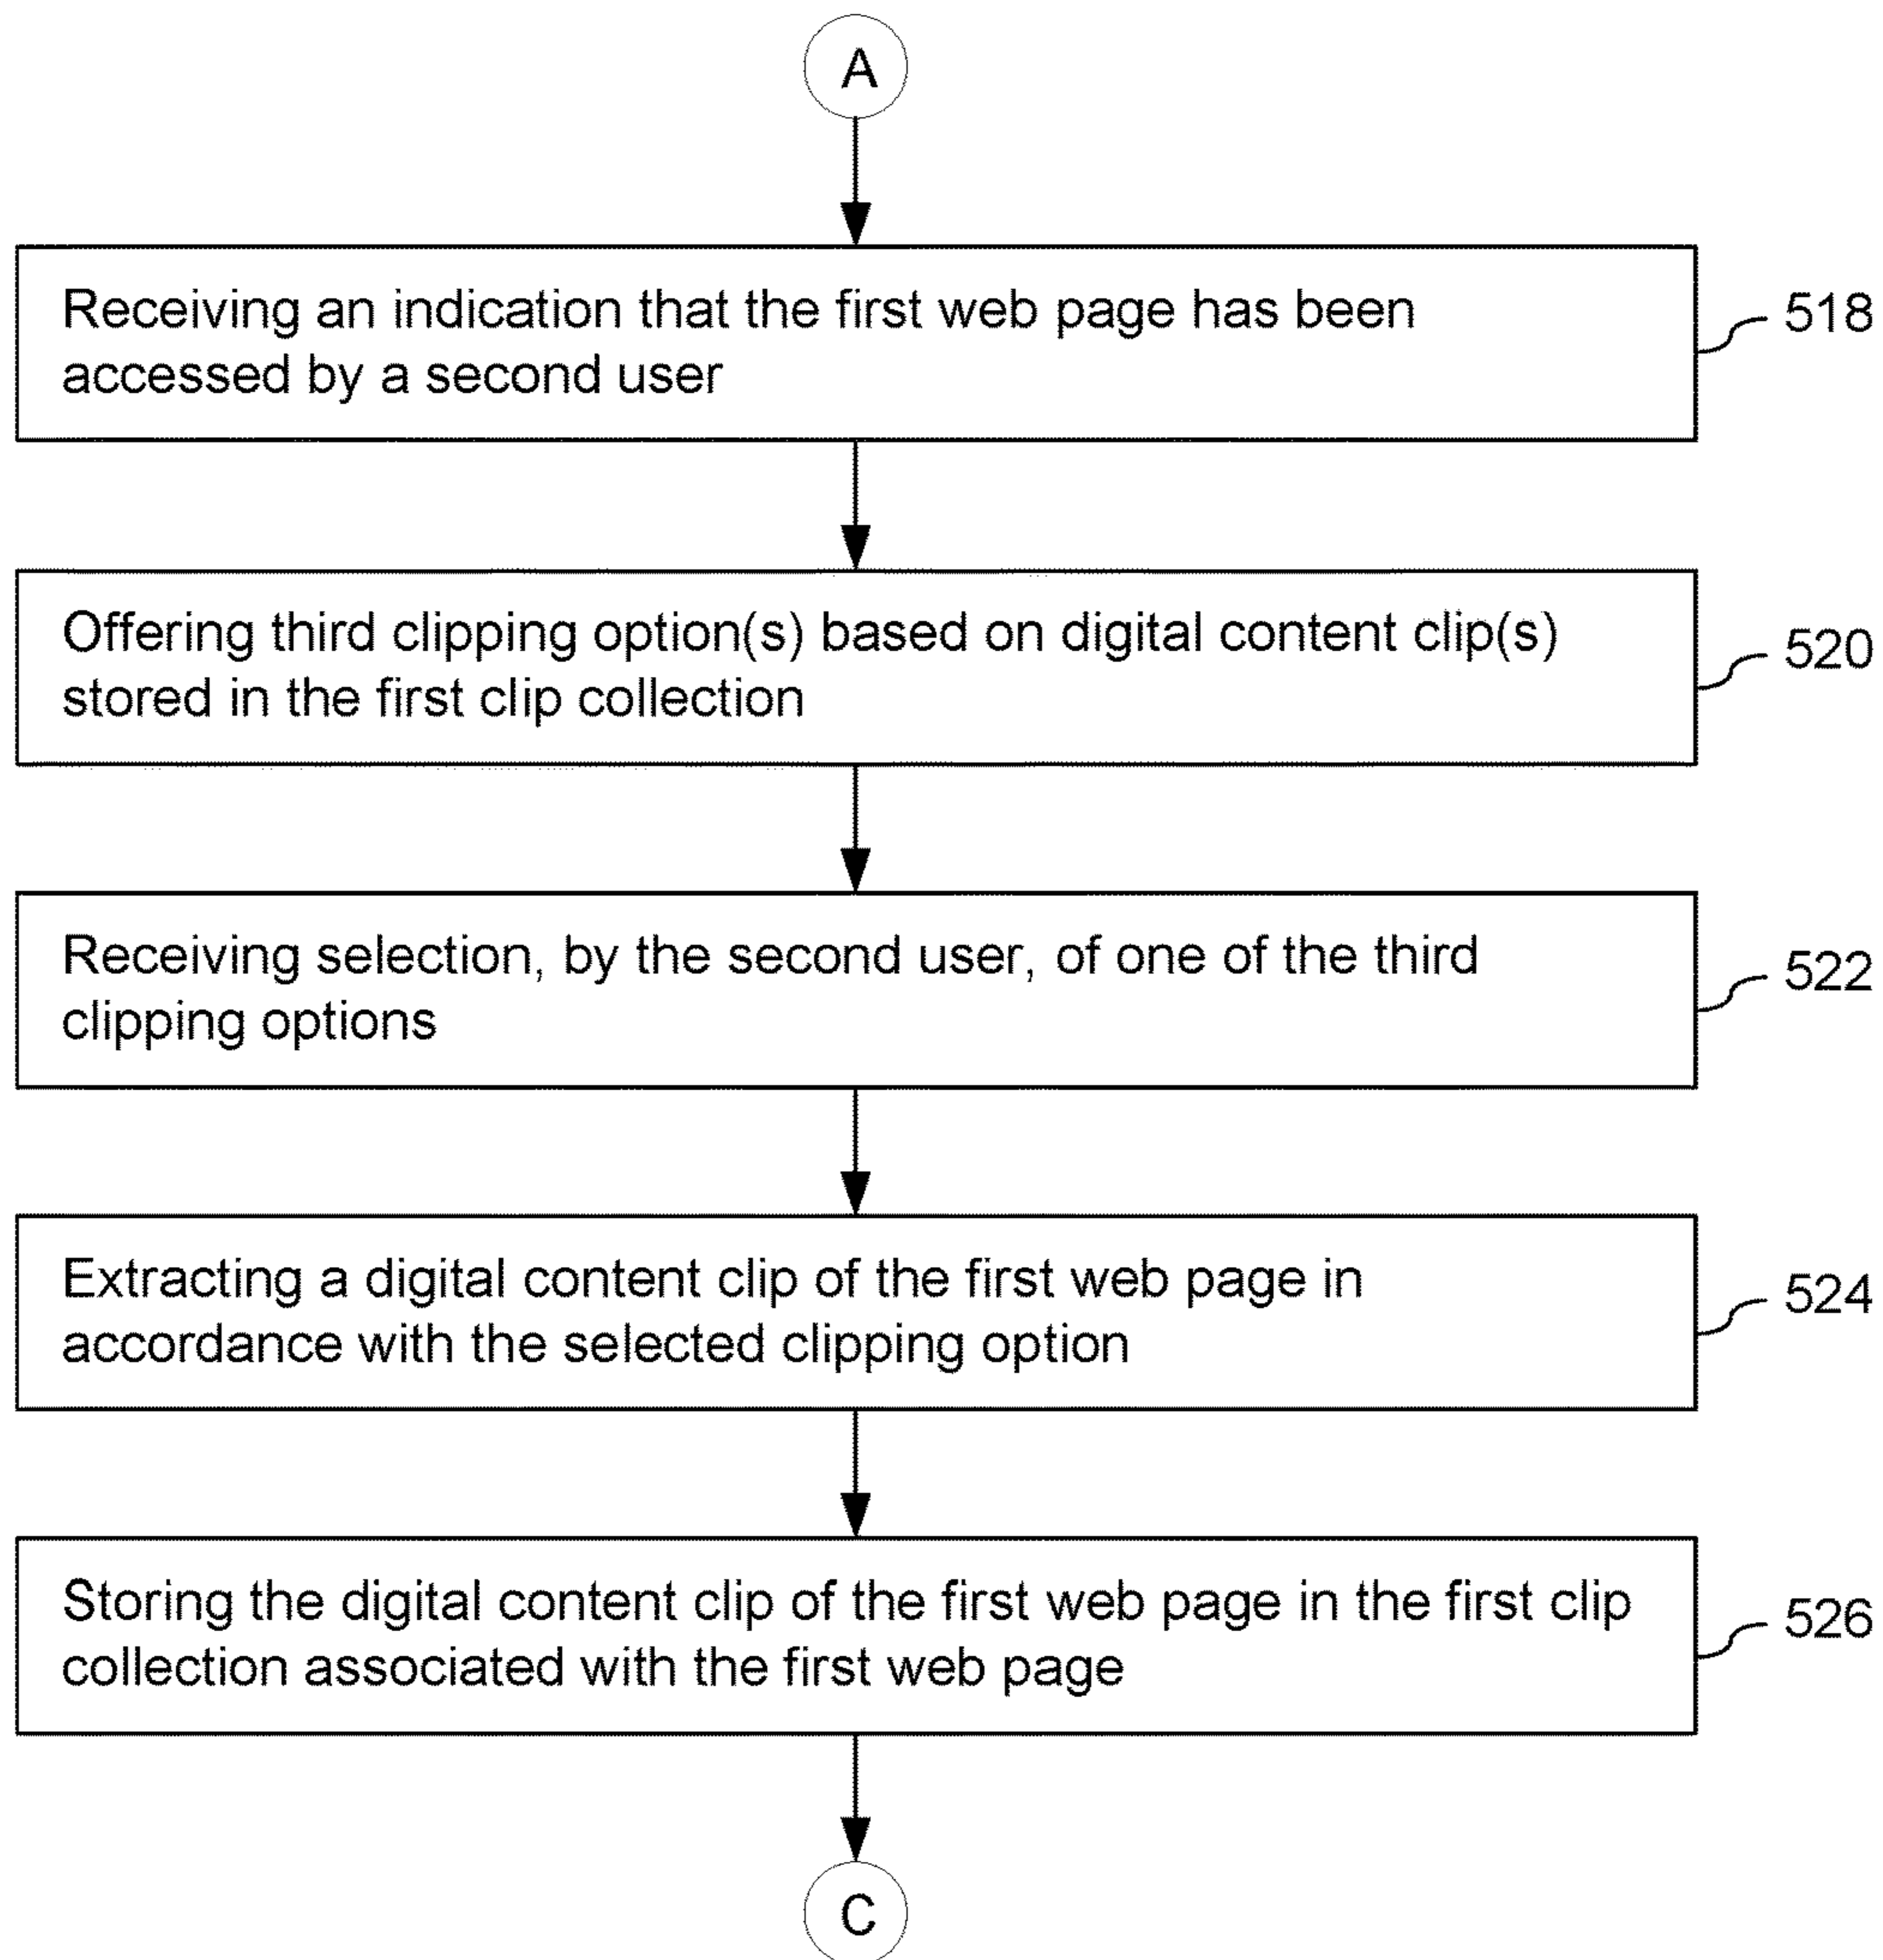 A
Receiving an indication that the first web page has been
accessed by a second user
518
Offering third clipping option(s) based on digital content clip(s)
stored in the first clip collection
520
Receiving selection, by the second user, of one of the third
clipping options
522
Extracting a digital content clip of the first web page in
accordance with the selected clipping option
524
Storing the digital content clip of the first web page in the first clip
collection associated with the first web page
526
C